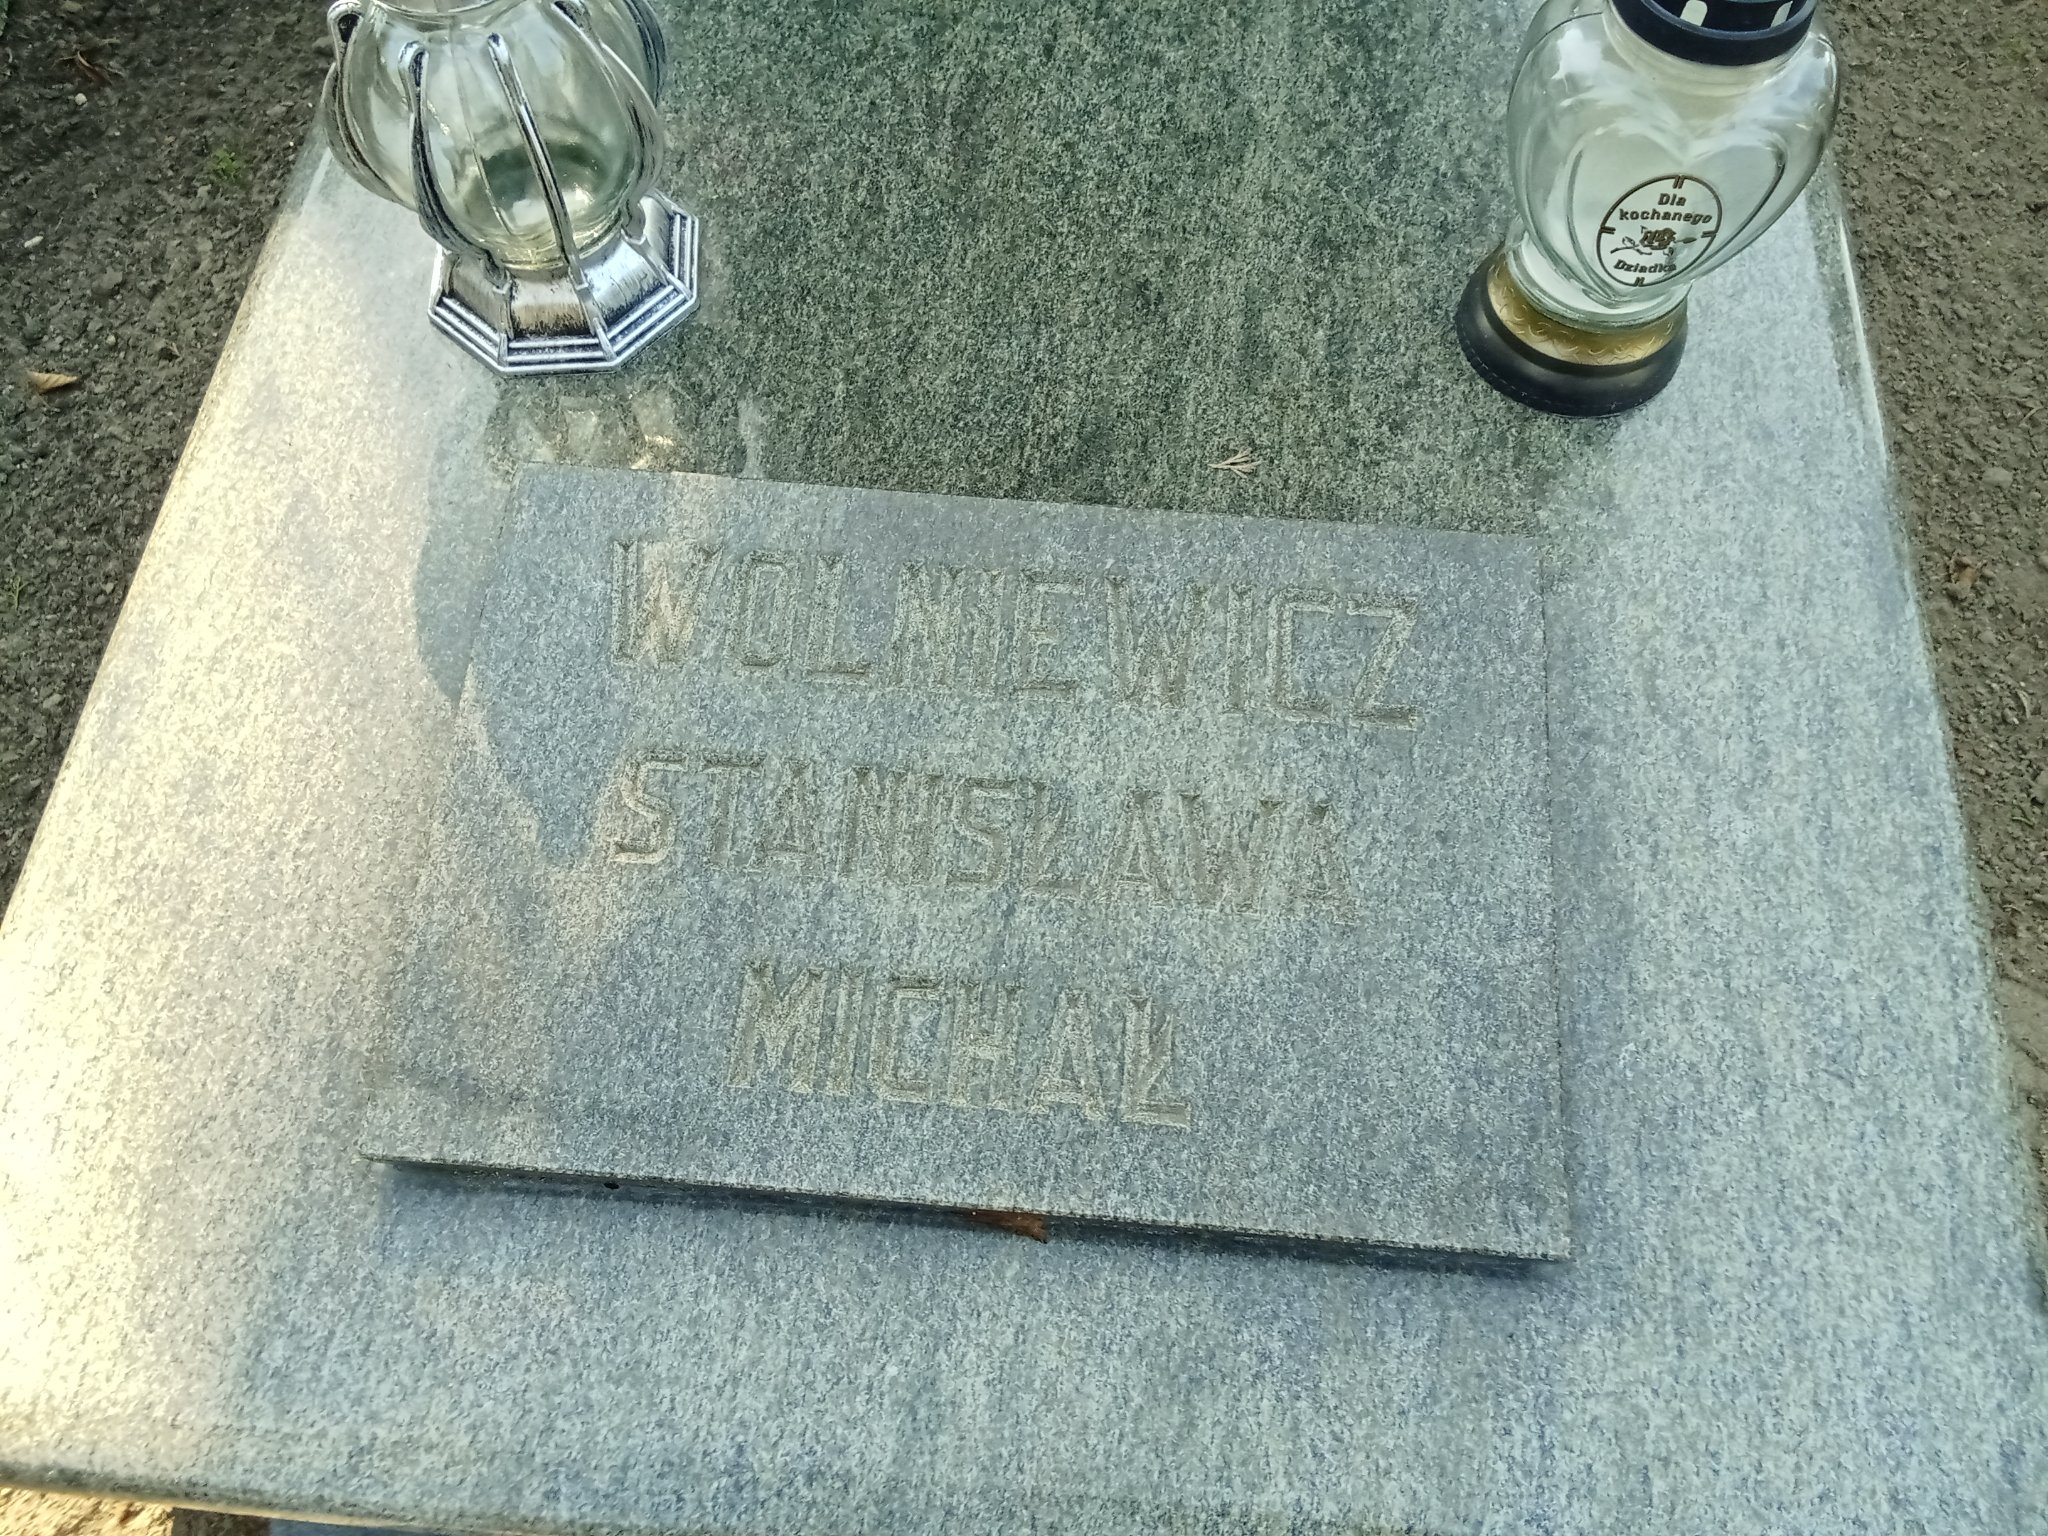 Dla
kochanego
Dziadka
WOLNIEWICZ
STANISŁAWA
MICHAŁ